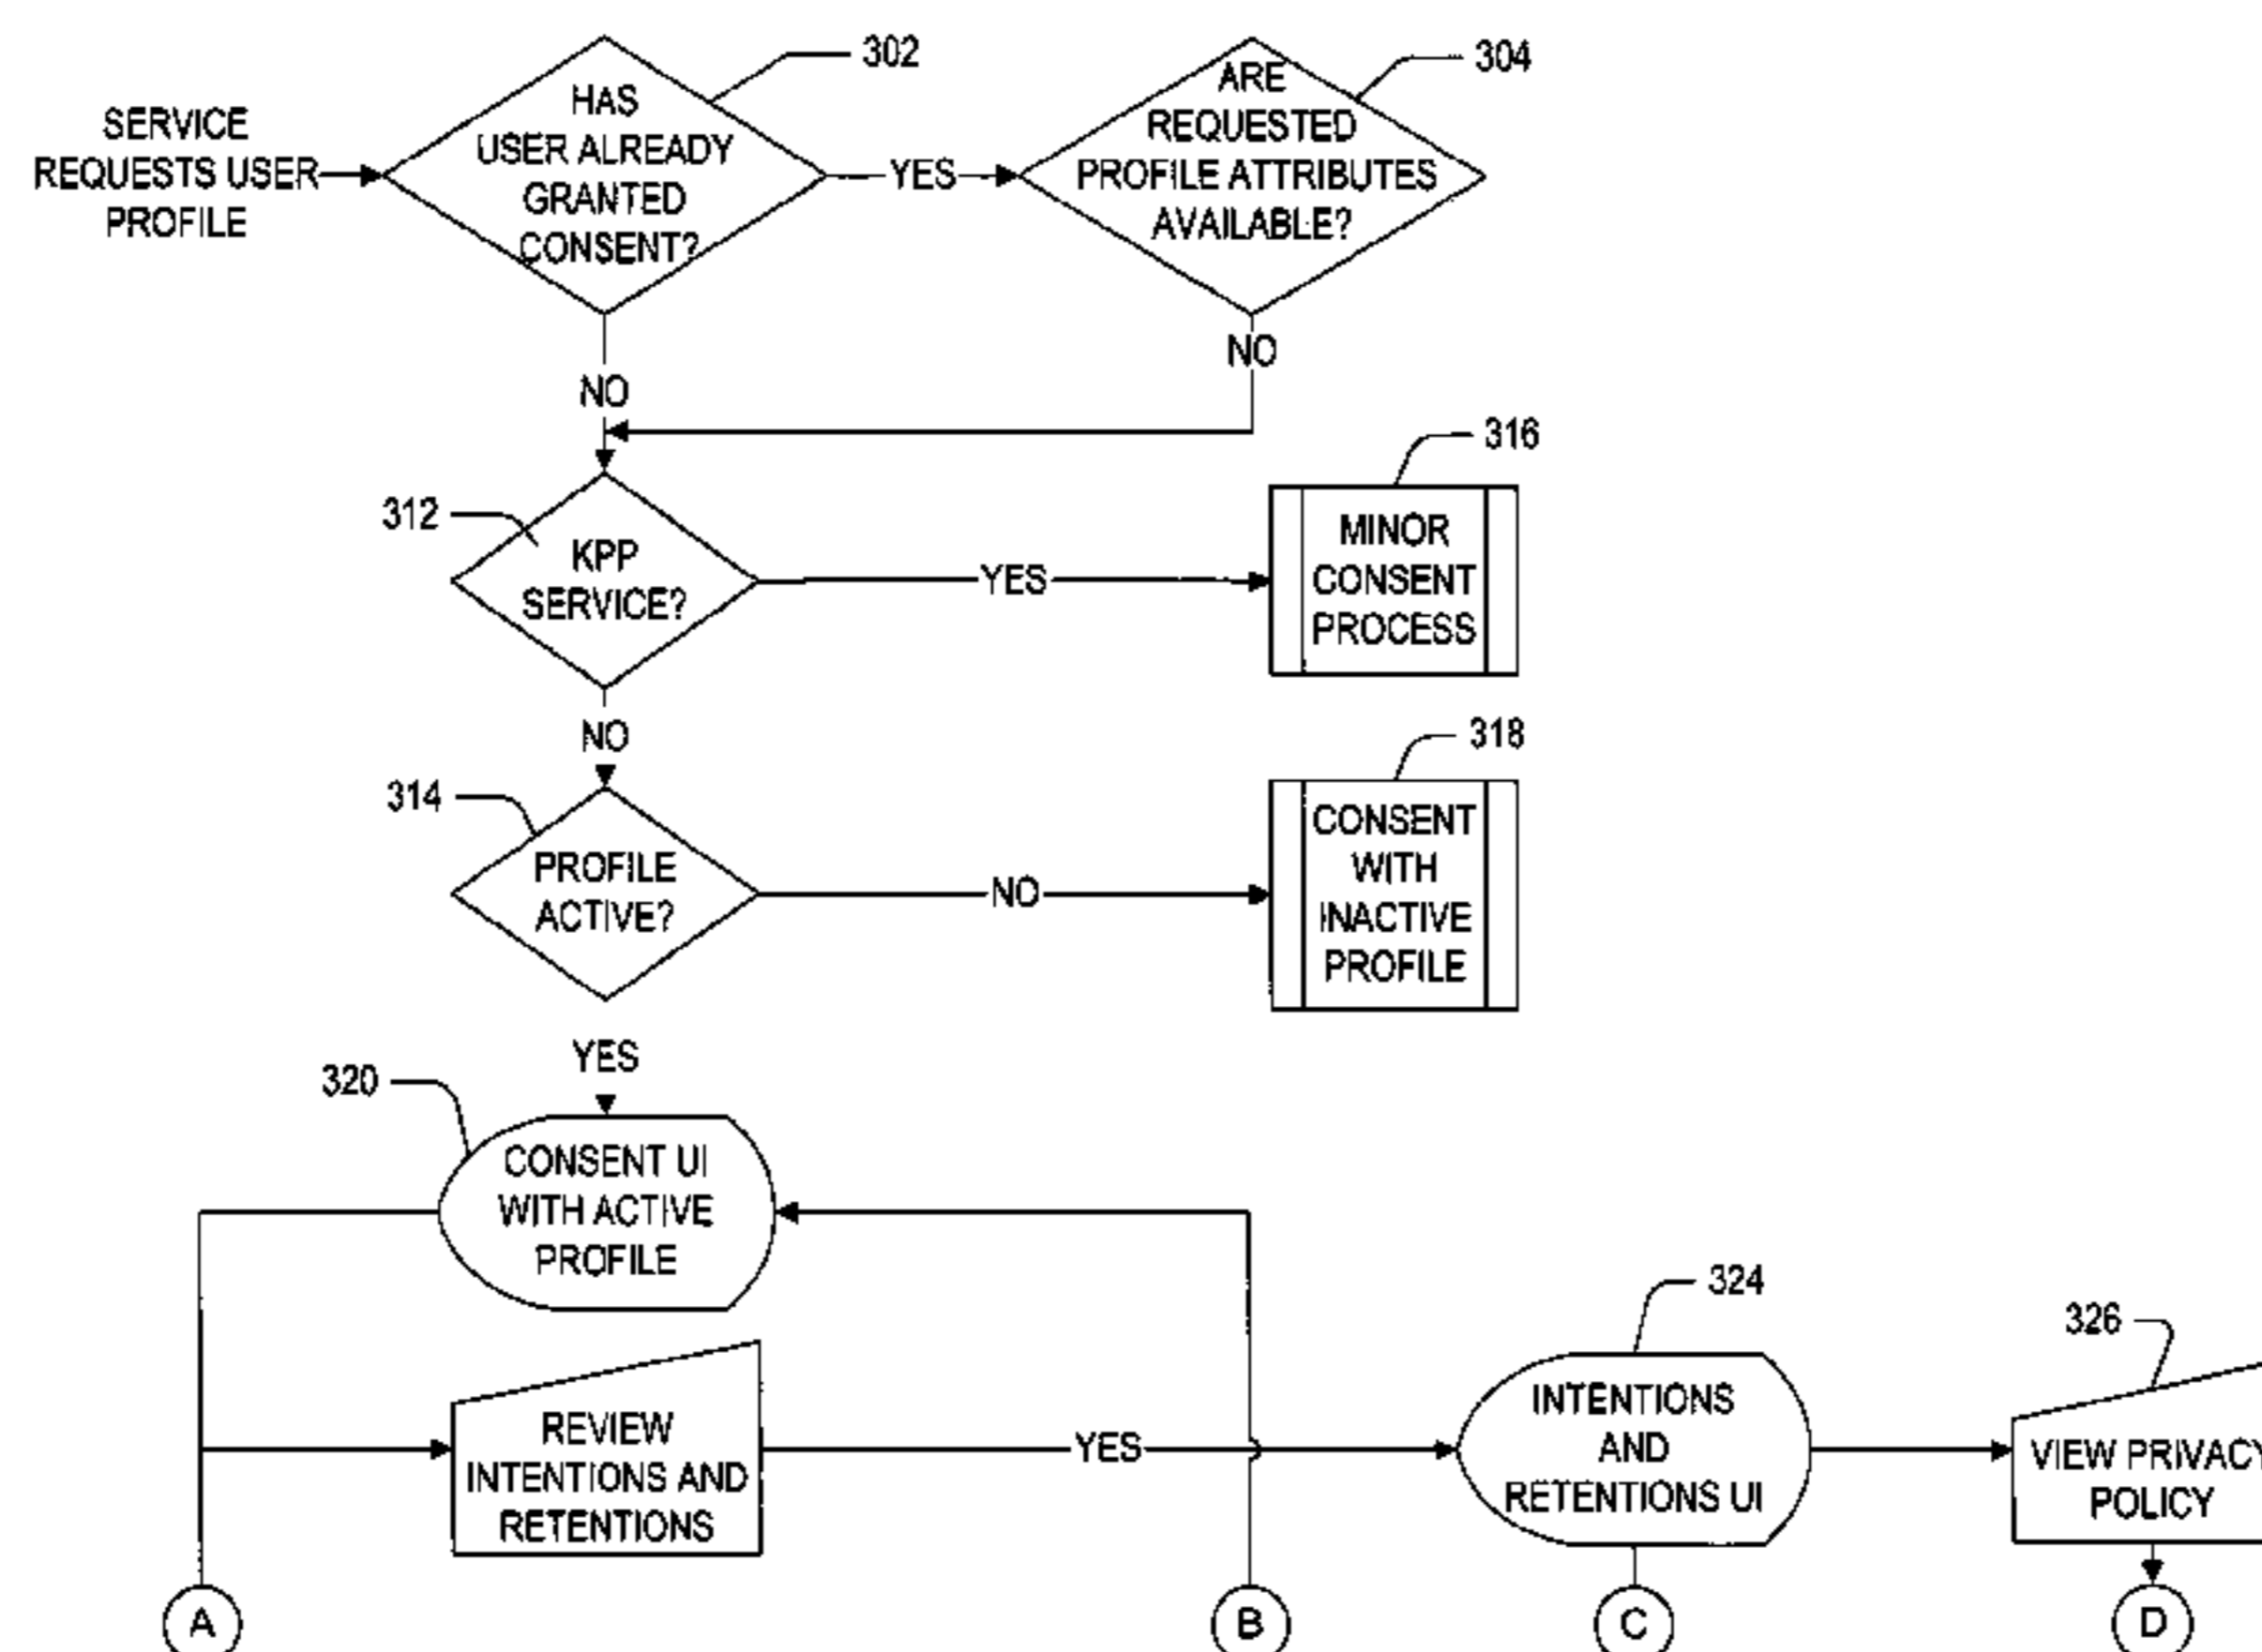 302
304
SERVICE
REQUESTS USER
PROFILE
HAS
USER ALREADY
GRANTED
CONSENT?
YES
ARE
REQUESTED
PROFILE ATTRIBUTES
AVAILABLE?
NO
NO
312
KPP
SERVICE?
YES
316
MINOR
CONSENT
PROCESS
NO
314
PROFILE
ACTIVE?
NO
318
CONSENT
WITH
INACTIVE
PROFILE
YES
320
CONSENT UI
WITH ACTIVE
PROFILE
REVIEW
INTENTIONS AND
RETENTIONS
YES
324
INTENTIONS
AND
RETENTIONS UI
326
VIEW PRIVACY
POLICY
A
B
C
D